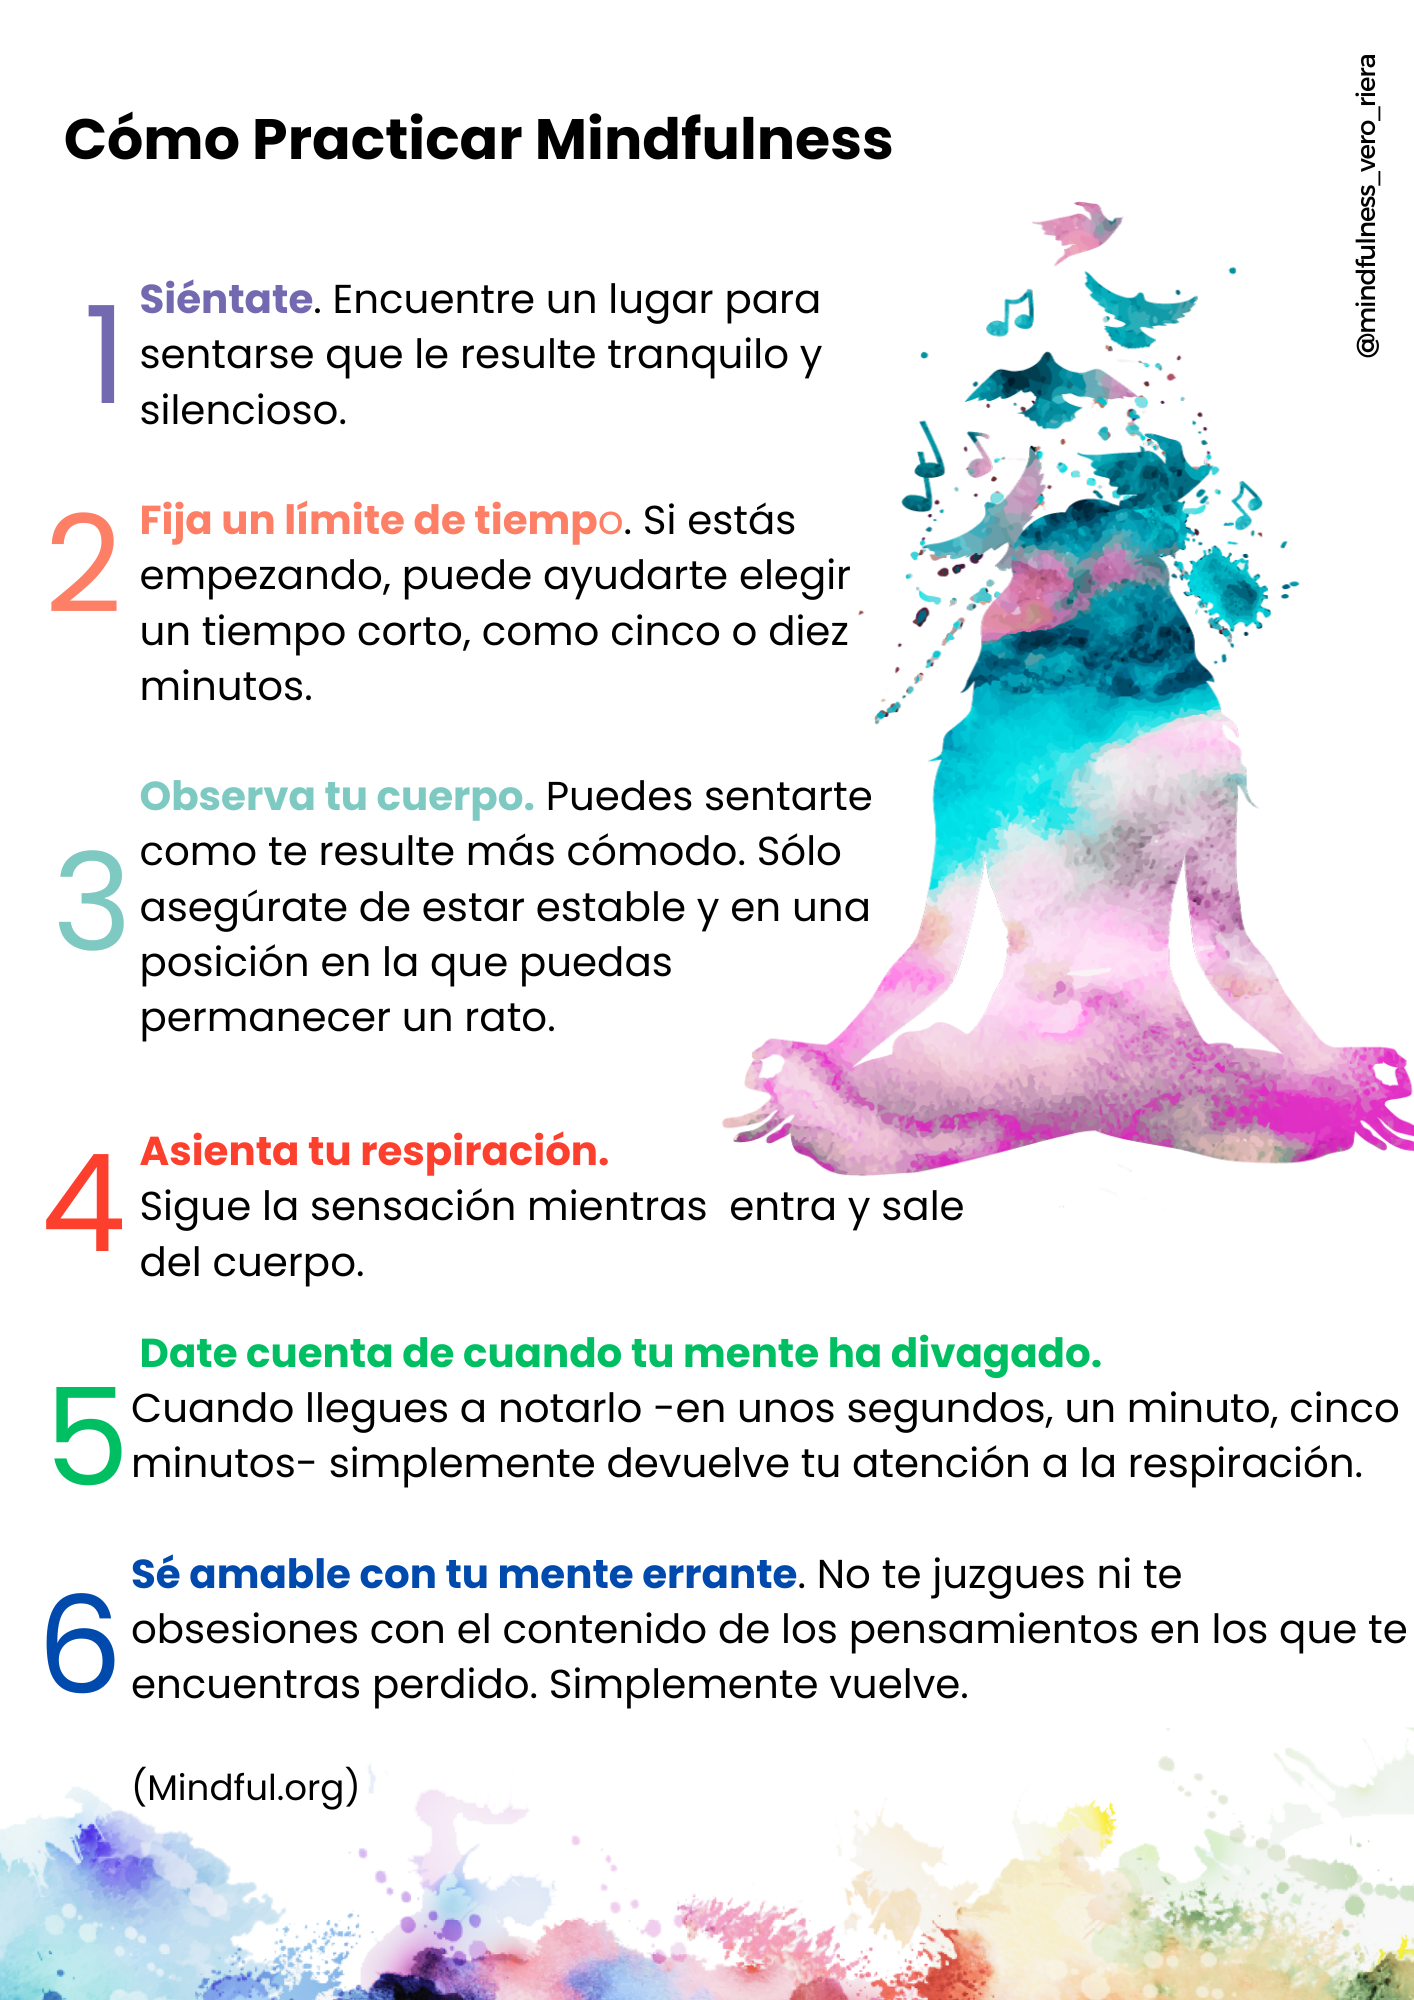 Cómo Practicar Mindfulness
@mindfulness_vero_riera
1
Siéntate. Encuentre un lugar para
sentarse que le resulte tranquilo y
silencioso.
2
Fija un límite de tiempo. Si estás
empezando, puede ayudarte elegir
un tiempo corto, como cinco o diez
minutos.
3
Observa tu cuerpo. Puedes sentarte
como te resulte más cómodo. Sólo
asegúrate de estar estable y en una
posición en la que puedas
permanecer un rato.
4
Asienta tu respiración.
Sigue la sensación mientras  entra y sale
del cuerpo.
5
Date cuenta de cuando tu mente ha divagado.
Cuando llegues a notarlo -en unos segundos, un minuto, cinco
minutos- simplemente devuelve tu atención a la respiración.
6
Sé amable con tu mente errante. No te juzgues ni te
obsesiones con el contenido de los pensamientos en los que te
encuentras perdido. Simplemente vuelve.
(Mindful.org)